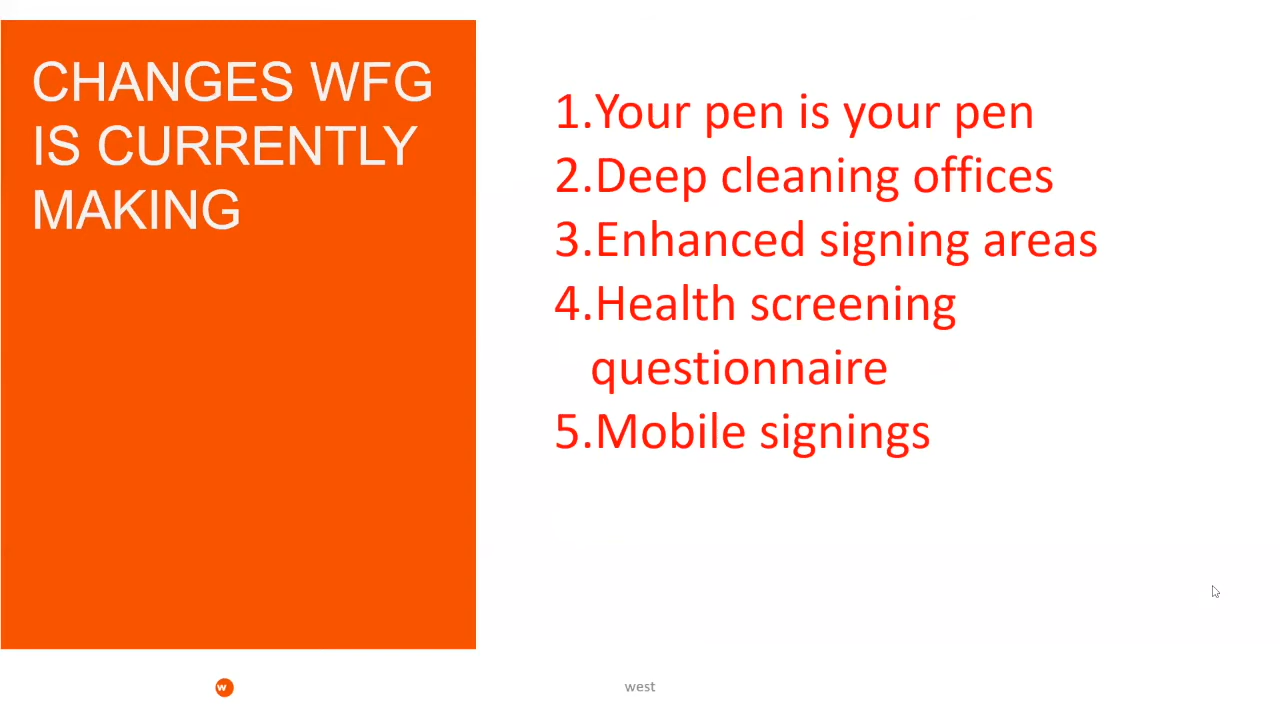 CHANGES WFG
IS CURRENTLY
MAKING
1.Your pen is your pen
2.Deep cleaning offices
3.Enhanced signing areas
4.Health screening
questionnaire
5.Mobile signings
w
west